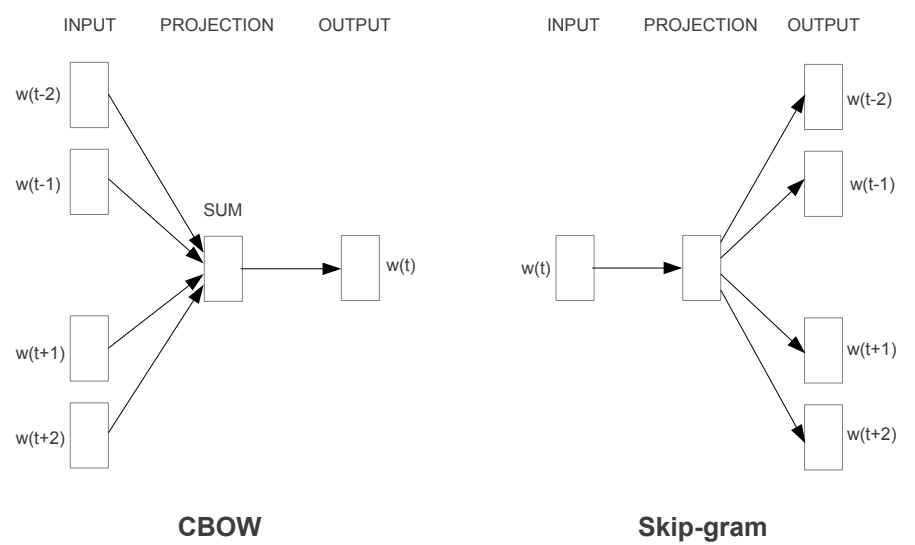 INPUT PROJECTION OUTPUT
w(t-2)
w(t-1)
SUM
w(t)
w(t+1)
w(t+2)
CBOW
INPUT PROJECTION OUTPUT
w(t-2)
w(t-1)
w(t)
w(t+1)
w(t+2)
Skip-gram